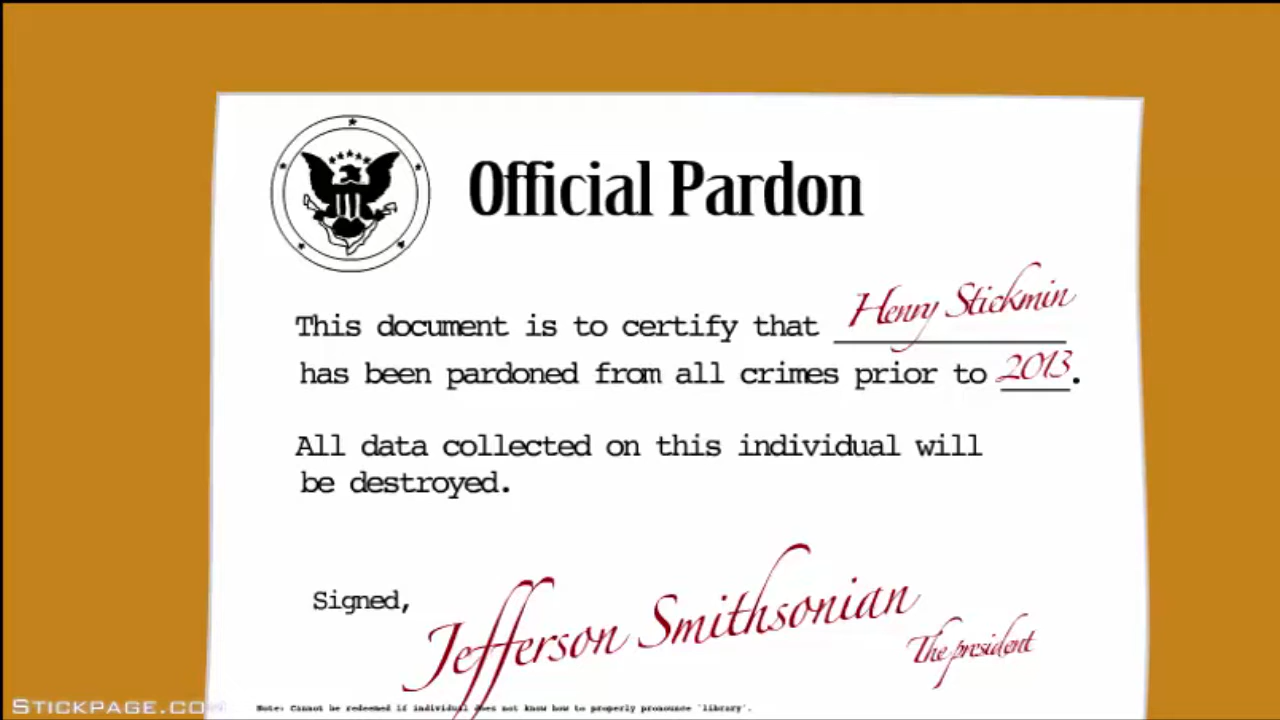 Official Pardon
This document is to certify that Henry Stickmin
has been pardoned from all crimes prior to 2013.
All data collected on this individual will
be destroyed.
Signed, Jefferson Smithsonian
The president
Note: Cannot be redeemed if individual does not know how to properly pronounce 'library'.
STICKPAGE.COM